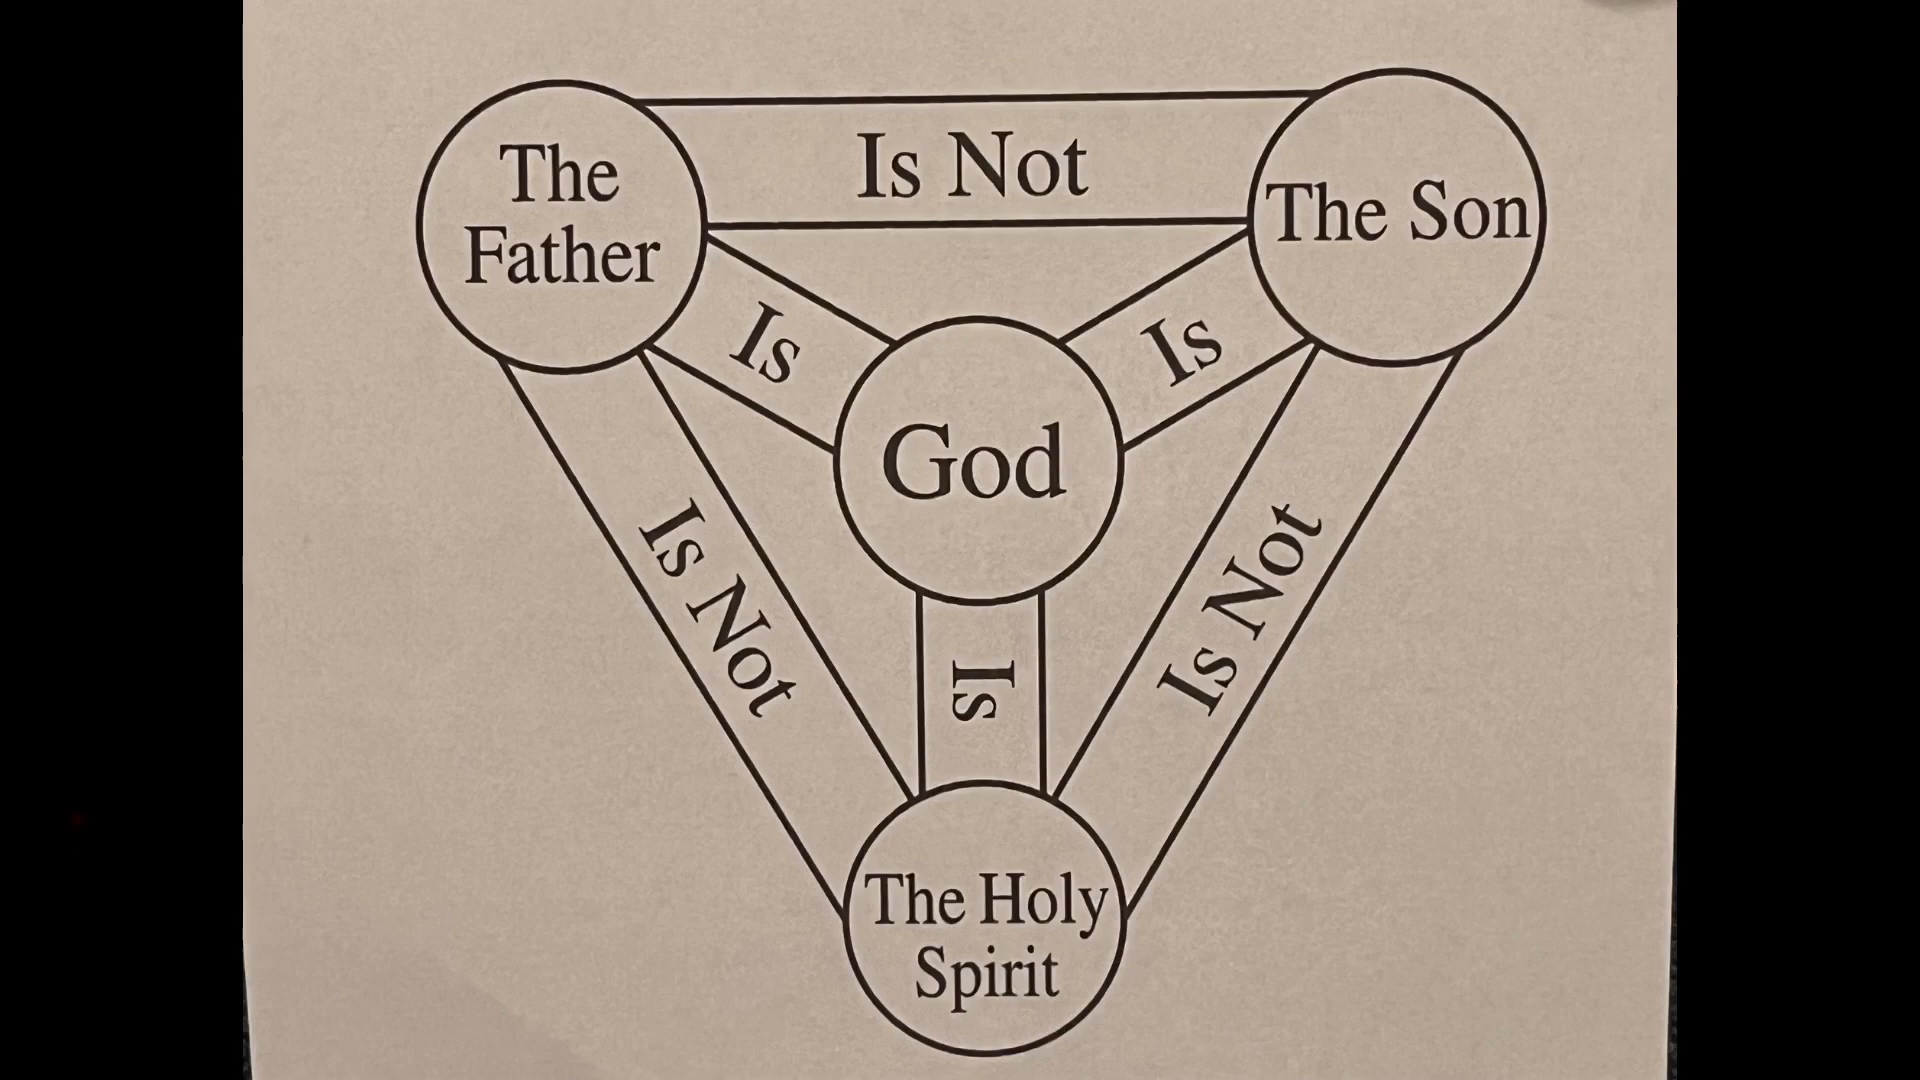 The
Father
Is Not
The Son
Is
Is
God
Is Not
Is
Is Not
The Holy
Spirit